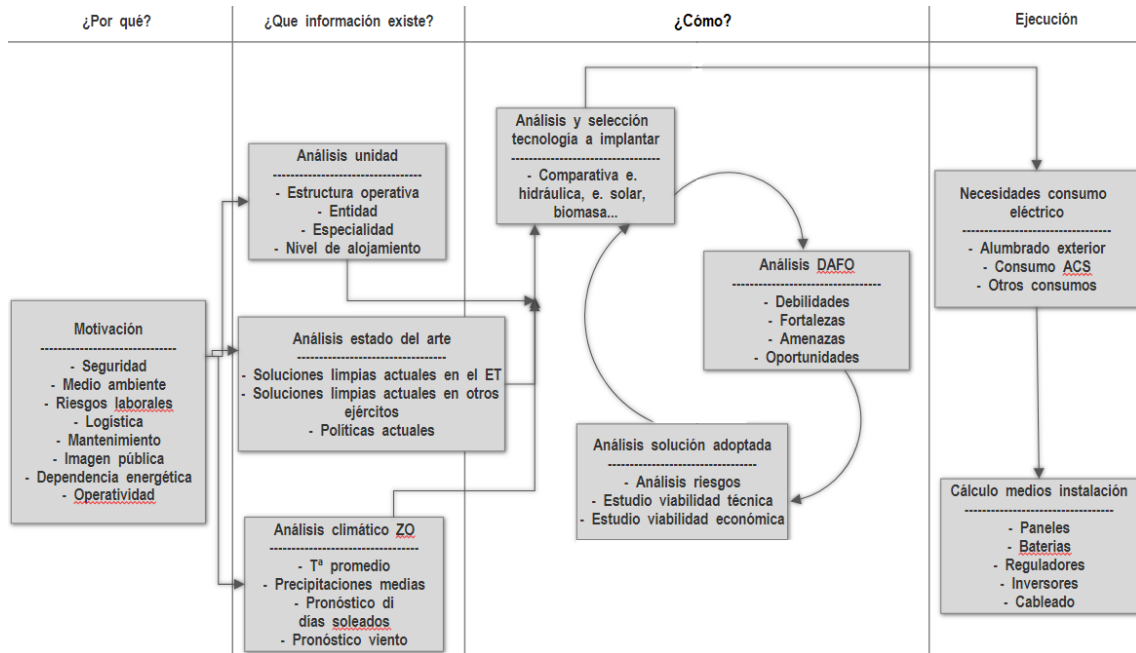 ¿Por qué?
¿Que información existe?
¿Cómo?
Ejecución
Motivación
------------------------------
- Seguridad
- Medio ambiente
- Riesgos laborales
- Logística
- Mantenimiento
- Imagen pública
- Dependencia energética
- Operatividad
Análisis unidad
---------------------------------
- Estructura operativa
- Entidad
- Especialidad
- Nivel de alojamiento
Análisis estado del arte
---------------------------------
- Soluciones limpias actuales en el ET
- Soluciones limpias actuales en otros
ejércitos
- Políticas actuales
Análisis climático ZO
---------------------------------
- Tª promedio
- Precipitaciones medias
- Pronóstico di
días soleados
- Pronóstico viento
Análisis y selección
tecnología a implantar
---------------------------------
- Comparativa e.
hidráulica, e. solar,
biomasa...
Análisis DAFO
---------------------------------
- Debilidades
- Fortalezas
- Amenazas
- Oportunidades
Análisis solución adoptada
---------------------------------
- Análisis riesgos
- Estudio viabilidad técnica
- Estudio viabilidad económica
Necesidades consumo
eléctrico
---------------------------------
- Alumbrado exterior
- Consumo ACS
- Otros consumos
Cálculo medios instalación
---------------------------------
- Paneles
- Baterias
- Reguladores
- Inversores
- Cableado